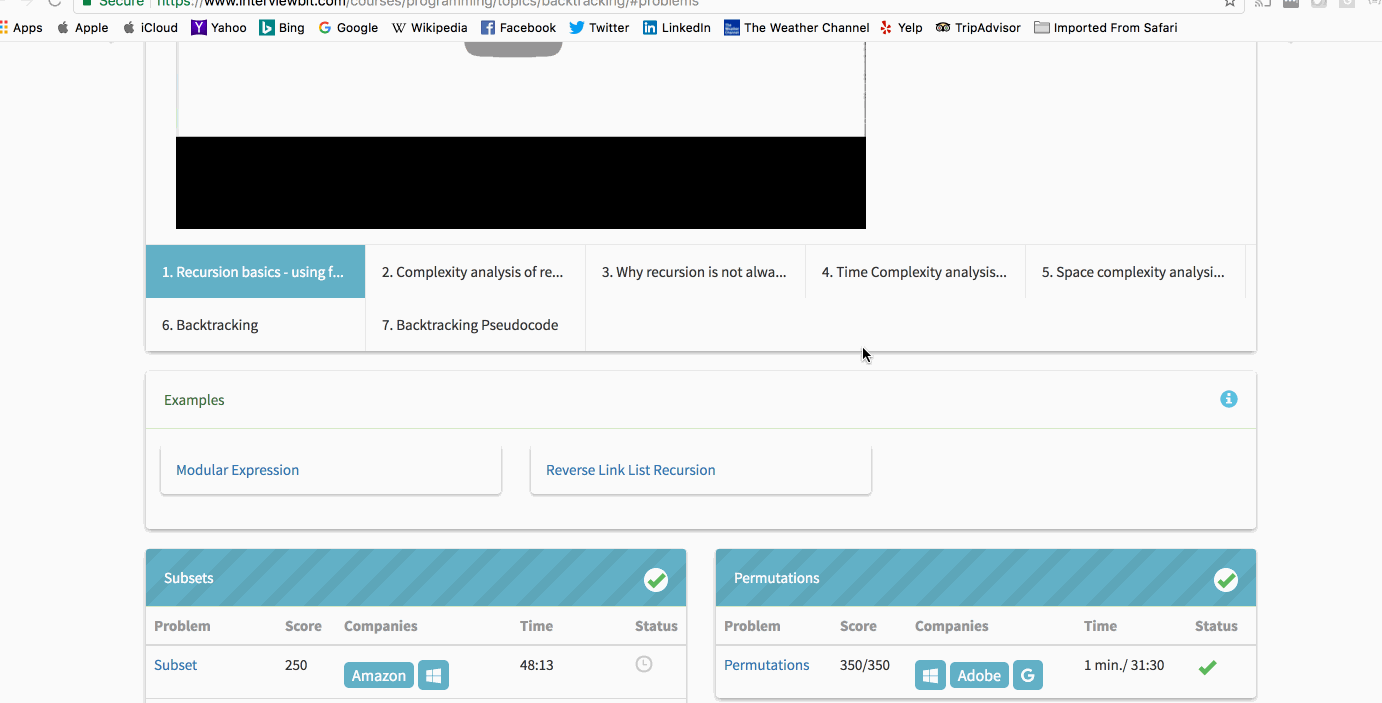 Secure https://www.interviewbit.com/courses/programming/topics/backtracking/#problems
Apps Apple iCloud Yahoo Bing Google Wikipedia Facebook Twitter LinkedIn The Weather Channel Yelp TripAdvisor Imported From Safari
1. Recursion basics - using f... 2. Complexity analysis of re... 3. Why recursion is not alwa... 4. Time Complexity analysis... 5. Space complexity analysi...
6. Backtracking 7. Backtracking Pseudocode
Examples
Modular Expression Reverse Link List Recursion
Subsets Permutations
Problem Score Companies Time Status Problem Score Companies Time Status
Subset 250 Amazon 48:13 Permutations 350/350 Adobe G 1 min./ 31:30